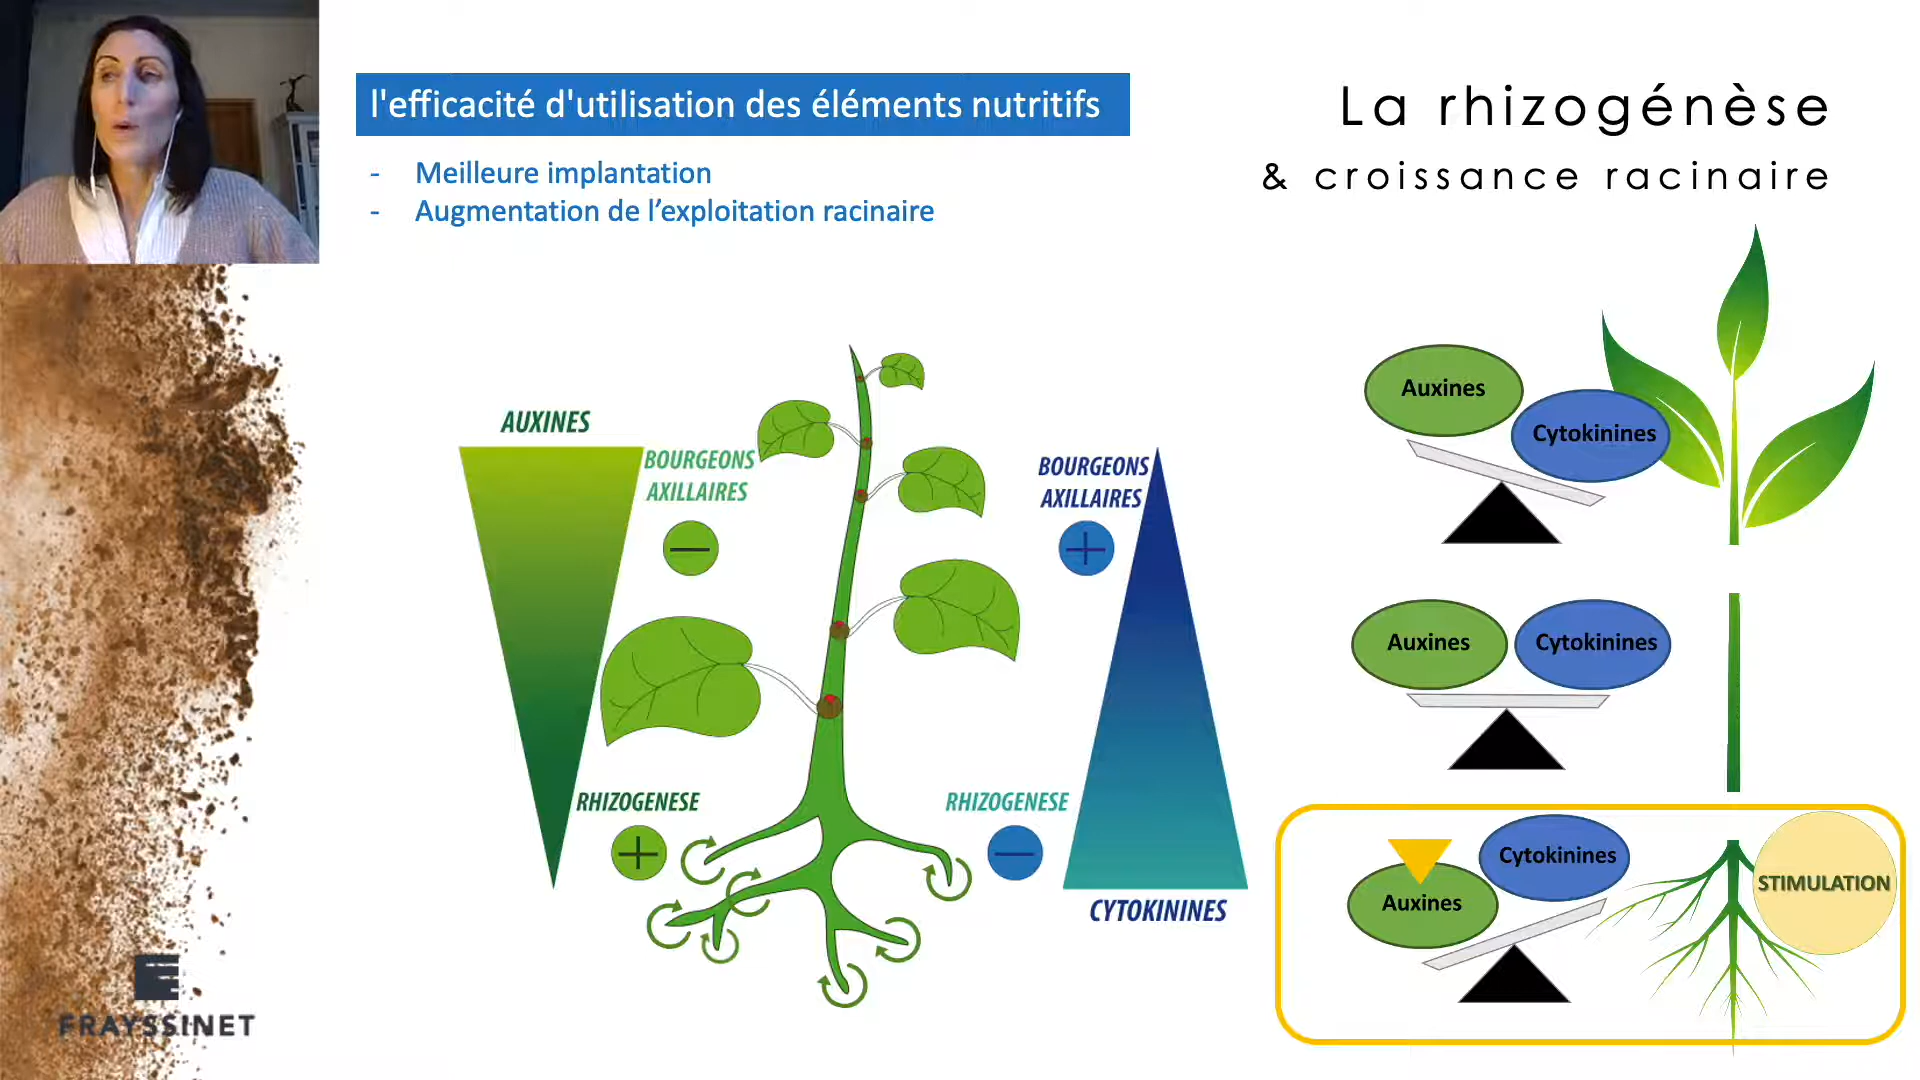 l'efficacité d'utilisation des éléments nutritifs
- Meilleure implantation
- Augmentation de l’exploitation racinaire
La rhizogénèse
& croissance racinaire
AUXINES
BOURGEONS
AXILLAIRES
RHIZOGENESE
BOURGEONS
AXILLAIRES
RHIZOGENESE
CYTOKININES
Auxines
Cytokinines
Auxines
Cytokinines
Cytokinines
Auxines
STIMULATION
FRAYSSINET